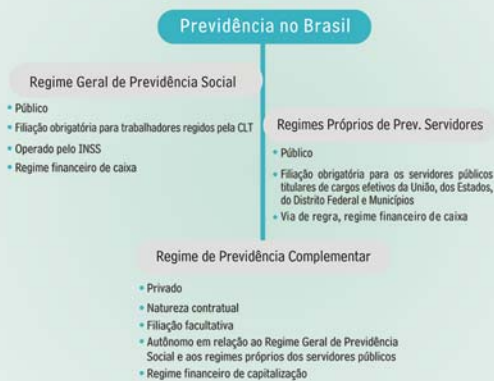 Previdência no Brasil
Regime Geral de Previdência Social
• Público
• Filiação obrigatória para trabalhadores regidos pela CLT
• Operado pelo INSS
• Regime financeiro de caixa
Regimes Próprios de Prev. Servidores
• Público
• Filiação obrigatória para os servidores públicos
titulares de cargos efetivos da União, dos Estados,
do Distrito Federal e Municípios
• Via de regra, regime financeiro de caixa
Regime de Previdência Complementar
• Privado
• Natureza contratual
• Filiação facultativa
• Autônomo em relação ao Regime Geral de Previdência
Social e aos regimes próprios dos servidores públicos
• Regime financeiro de capitalização